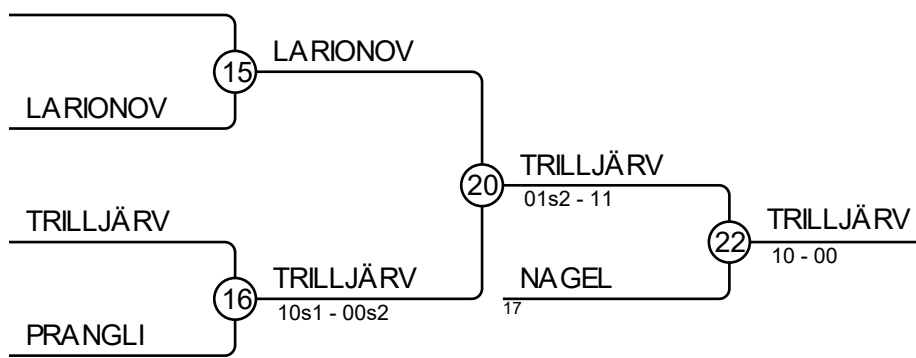 LARIONOV
15
LARIONOV
TRILLJÄRV
20
01s2 - 11
TRILLJÄRV
TRILLJÄRV
22
10 - 00
TRILLJÄRV
16
10s1 - 00s2
NAGEL
17
PRANGLI